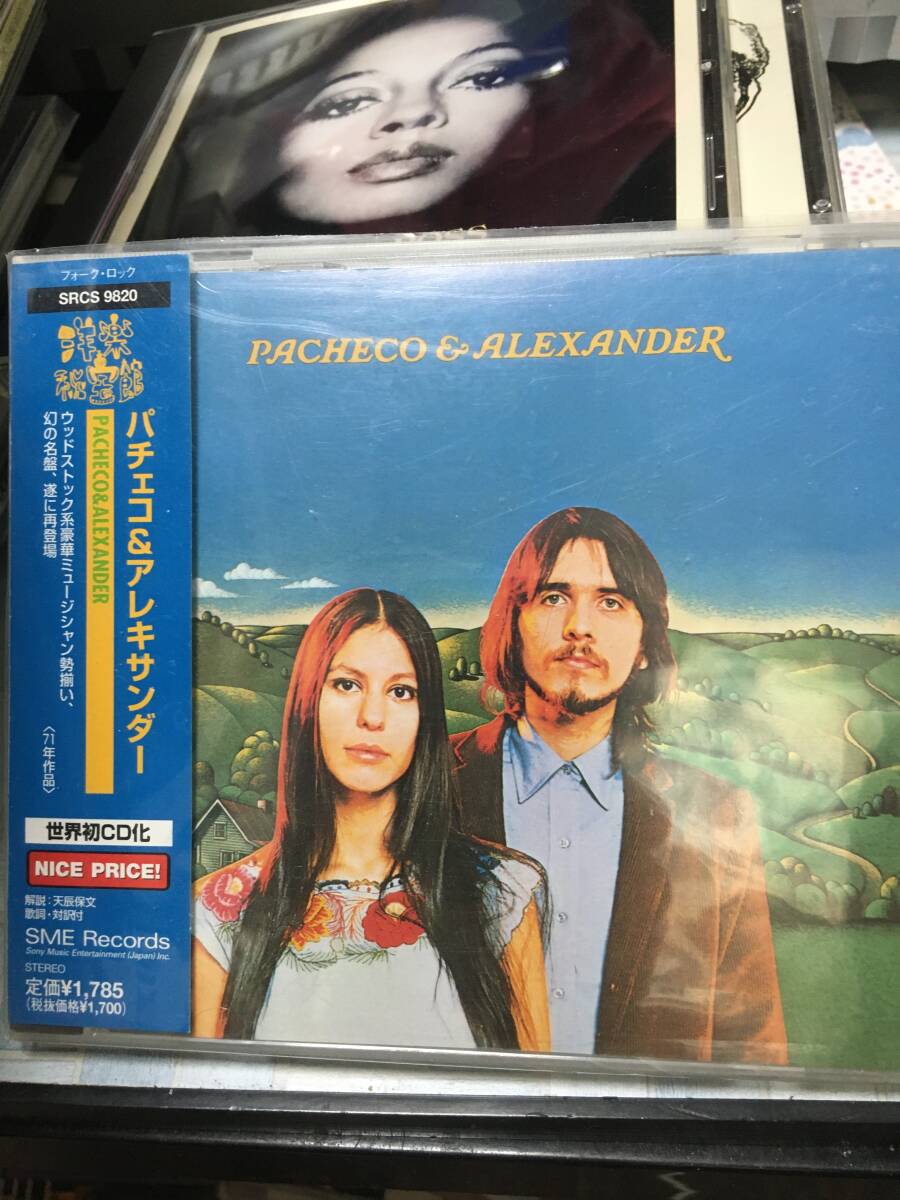 フォーク・ロック
SRCS 9820
洋楽
秘宝館
パチェコ&アレキサンダー
PACHECO&ALEXANDER
ウッドストック系豪華ミュージシャン勢揃い、
幻の名盤、遂に再登場
〈71年作品〉
世界初CD化
NICE PRICE!
解説：天辰保文
歌詞・対訳付
SME Records
Sony Music Entertainment (Japan) Inc.
STEREO
定価¥1,785
(税抜価格¥1,700)
PACHECO & ALEXANDER